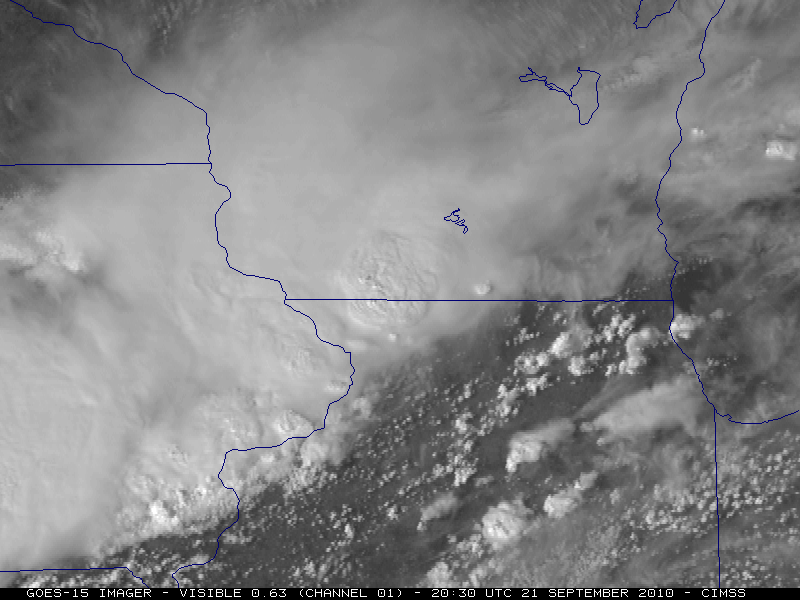 GOES-15 IMAGER - VISIBLE 0.63 (CHANNEL 01) - 20:30 UTC 21 SEPTEMBER 2010 - CIMSS